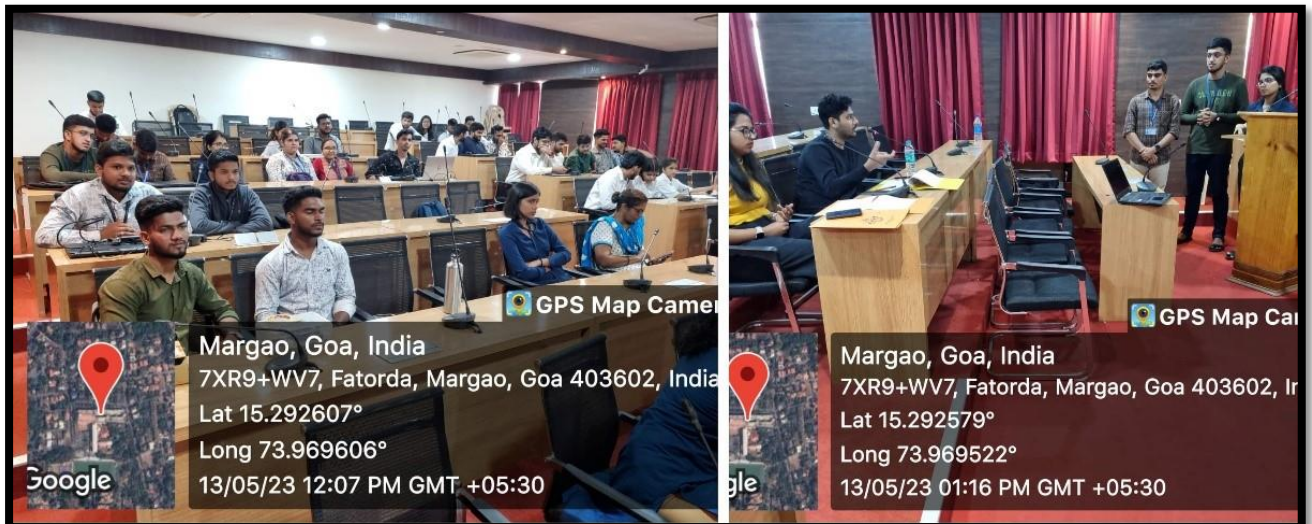 GPS Map Camer
Margao, Goa, India
7XR9+WV7, Fatorda, Margao, Goa 403602, India
Lat 15.292607°
Long 73.969606°
13/05/23 12:07 PM GMT +05:30
Google
GPS Map Car
Margao, Goa, India
7XR9+WV7, Fatorda, Margao, Goa 403602, Ir
Lat 15.292579°
Long 73.969522°
13/05/23 01:16 PM GMT +05:30
gle